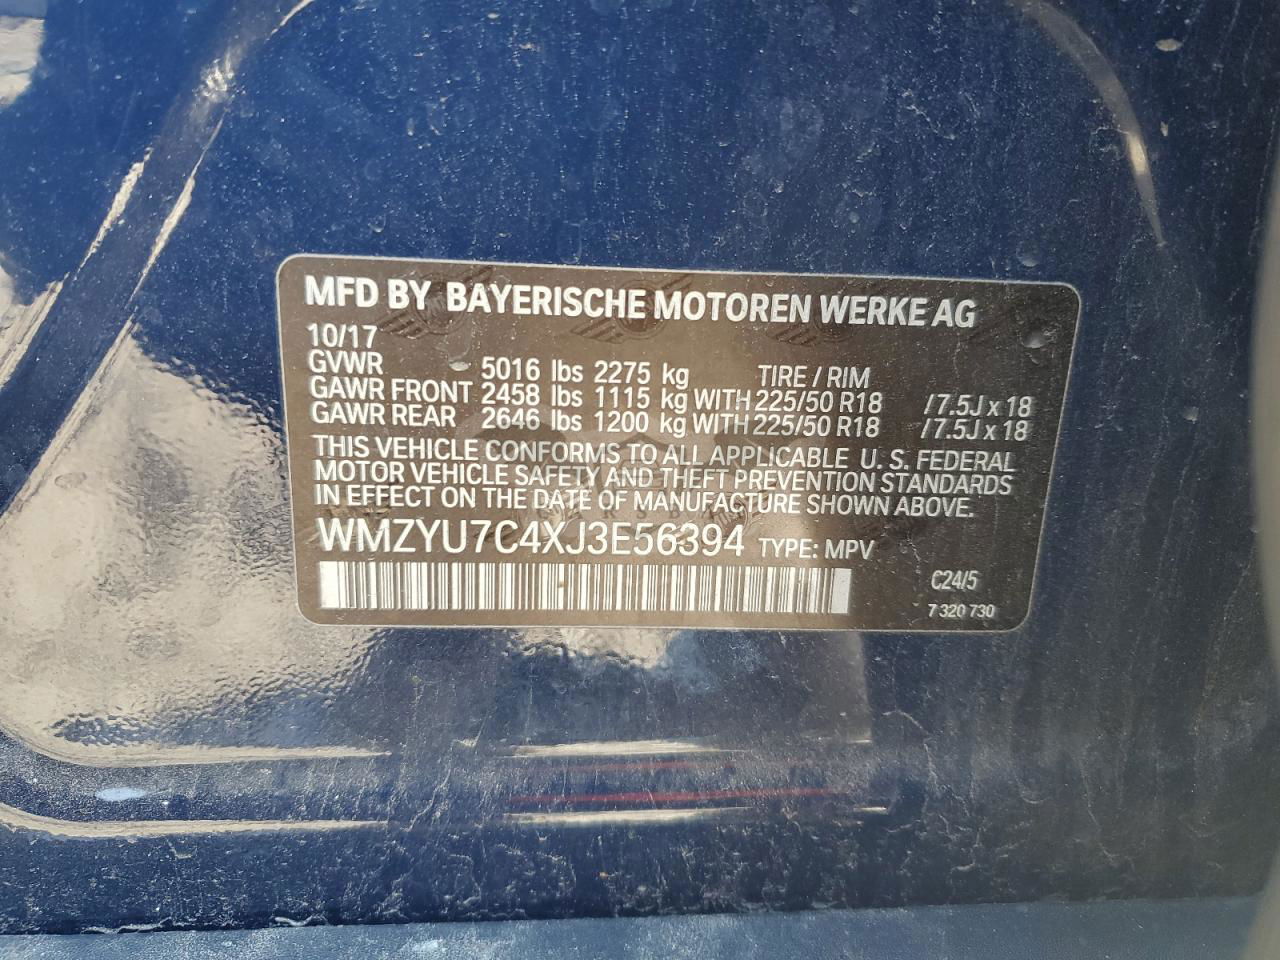 MFD BY BAYERISCHE MOTOREN WERKE AG
10/17
GVWR 5016 lbs 2275 kg TIRE / RIM
GAWR FRONT 2458 lbs 1115 kg WITH 225/50 R18 / 7.5J x 18
GAWR REAR 2646 lbs 1200 kg WITH 225/50 R18 / 7.5J x 18
THIS VEHICLE CONFORMS TO ALL APPLICABLE U. S. FEDERAL
MOTOR VEHICLE SAFETY AND THEFT PREVENTION STANDARDS
IN EFFECT ON THE DATE OF MANUFACTURE SHOWN ABOVE.
WMZYU7C4XJ3E56394 TYPE: MPV
C24/5
7 320 730